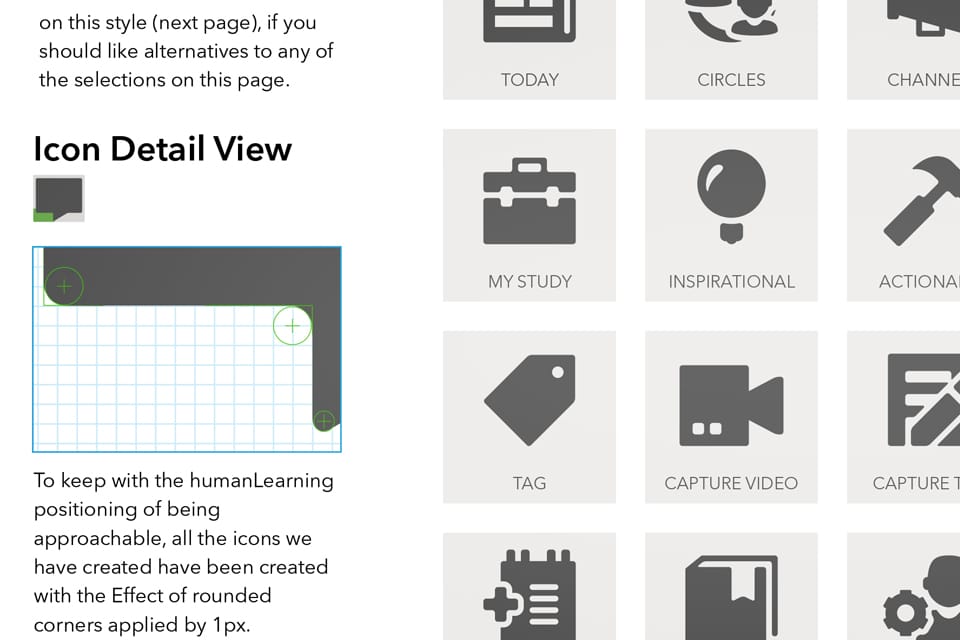 on this style (next page), if you
should like alternatives to any of
the selections on this page.
Icon Detail View
To keep with the humanLearning
positioning of being
approachable, all the icons we
have created have been created
with the Effect of rounded
corners applied by 1px.
TODAY
CIRCLES
CHANNE
MY STUDY
INSPIRATIONAL
ACTIONA
TAG
CAPTURE VIDEO
CAPTURE T